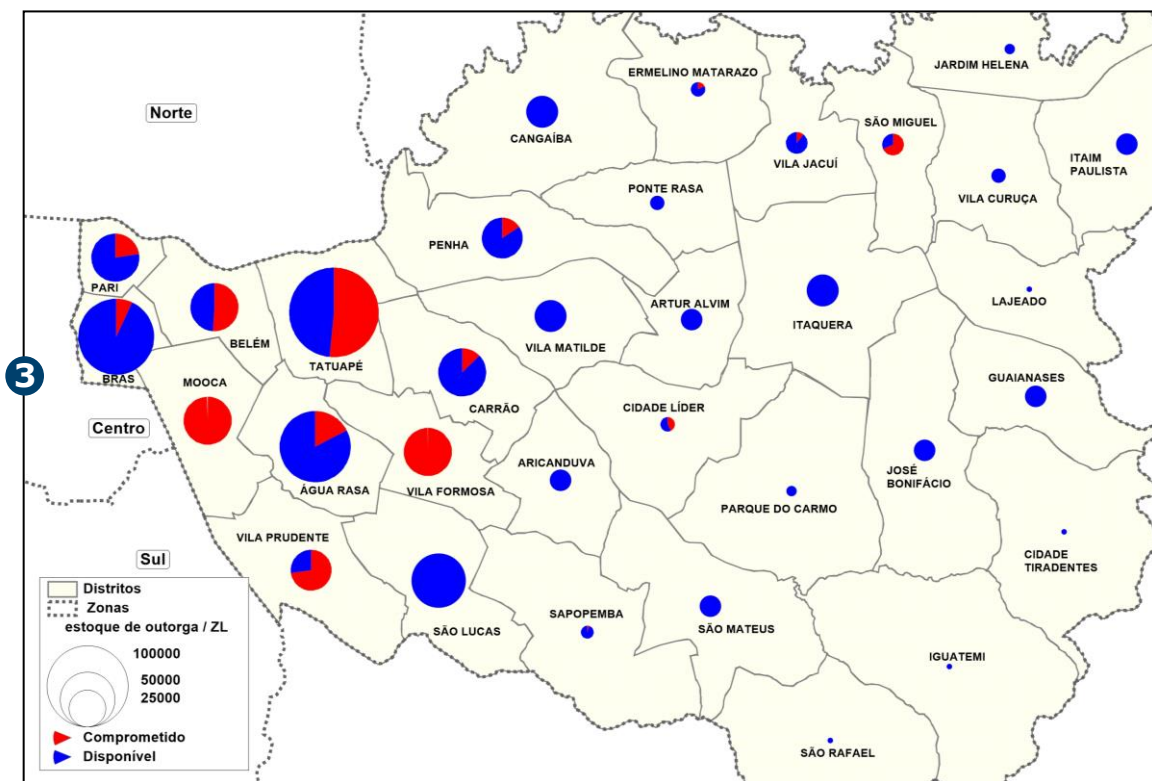 JARDIM HELENA
ERMELINO MATARAZO
Norte
SÃO MIGUEL
CANGAÍBA
ITAIM
PAULISTA
VILA JACUÍ
VILA CURUÇA
PONTE RASA
PENHA
PARI
LAJEADO
ARTUR ALVIM
ITAQUERA
BELÉM
VILA MATILDE
TATUAPÉ
BRAS
3
MOOCA
GUAIANASES
CARRÃO
CIDADE LÍDER
Centro
ARICANDUVA
JOSÉ
BONIFÁCIO
ÁGUA RASA
VILA FORMOSA
PARQUE DO CARMO
VILA PRUDENTE
CIDADE
TIRADENTES
Sul
Distritos
Zonas
estoque de outorga / ZL
100000
50000
25000
Comprometido
Disponível
SAPOPEMBA
SÃO LUCAS
SÃO MATEUS
IGUATEMI
SÃO RAFAEL